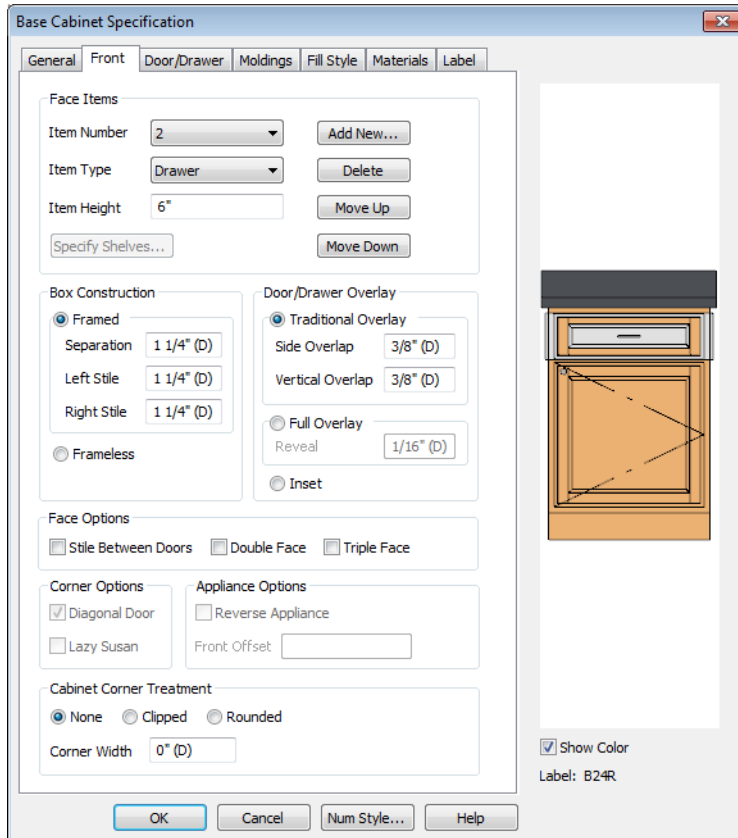 Base Cabinet Specification
General Front Door/Drawer Moldings Fill Style Materials Label
Face Items
Item Number 2 Add New...
Item Type Drawer Delete
Item Height 6" Move Up
Specify Shelves... Move Down
Box Construction Door/Drawer Overlay
Framed Traditional Overlay
Separation 1 1/4" (D) Side Overlap 3/8" (D)
Left Stile 1 1/4" (D) Vertical Overlap 3/8" (D)
Right Stile 1 1/4" (D) Full Overlay
Frameless Reveal 1/16" (D)
Inset
Face Options
Stile Between Doors Double Face Triple Face
Corner Options Appliance Options
Diagonal Door Reverse Appliance
Lazy Susan Front Offset
Cabinet Corner Treatment
None Clipped Rounded
Corner Width 0" (D)
Show Color
Label: B24R
OK Cancel Num Style... Help